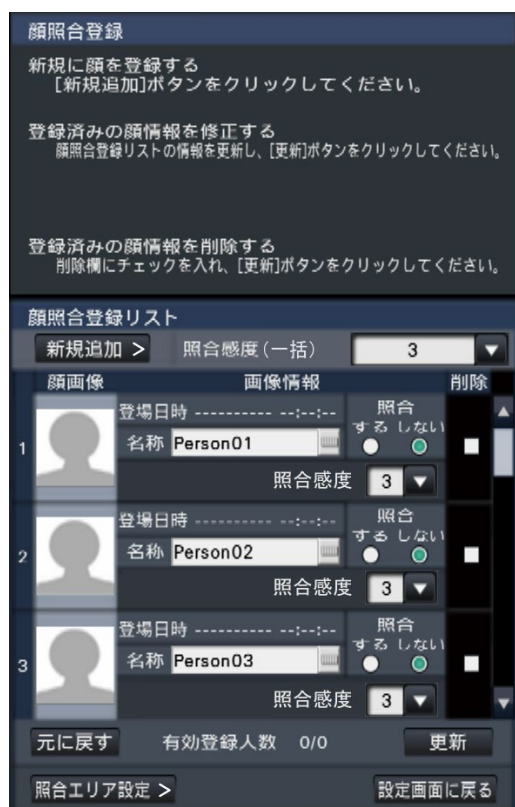 顔照合登録
新規に顔を登録する
[新規追加]ボタンをクリックしてください。
登録済みの顔情報を修正する
顔照合登録リストの情報を更新し、[更新]ボタンをクリックしてください。
登録済みの顔情報を削除する
削除欄にチェックを入れ、[更新]ボタンをクリックしてください。
顔照合登録リスト
新規追加 > 照合感度(一括) 3
顔画像 画像情報 削除
登場日時 ---------- --:--:-- 照合
する しない
1 名称 Person01
照合感度 3
登場日時 ---------- --:--:-- 照合
する しない
2 名称 Person02
照合感度 3
登場日時 ---------- --:--:-- 照合
する しない
3 名称 Person03
照合感度 3
元に戻す 有効登録人数 0/0 更新
照合エリア設定 > 設定画面に戻る